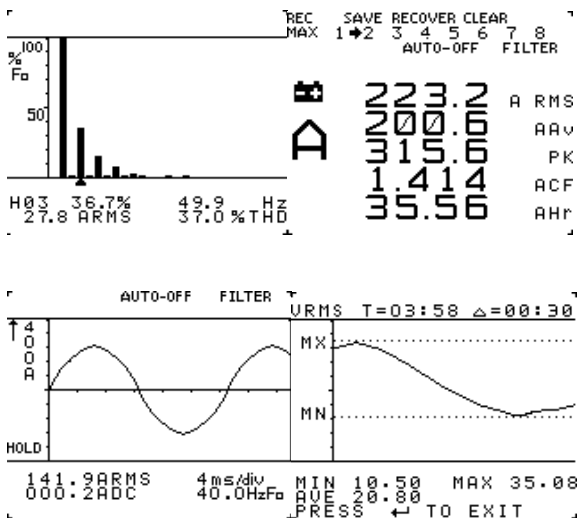 %
Fo
100
50
H03 36.7% 49.9 Hz
27.8 ARMS 37.0 %THD
REC SAVE RECOVER CLEAR
MAX 1 ➔ 2 3 4 5 6 7 8
AUTO-OFF FILTER
223.2 A RMS
A
200.6 AAv
315.6 PK
1.414 ACF
35.56 AHr
AUTO-OFF FILTER
↑400A
HOLD
141.9ARMS 4ms/div
000.2ADC 40.0HzFo
VRMS T=03:58 △=00:30
MX
MN
MIN 10.50 MAX 35.08
AVE 20.80
PRESS ↵ TO EXIT